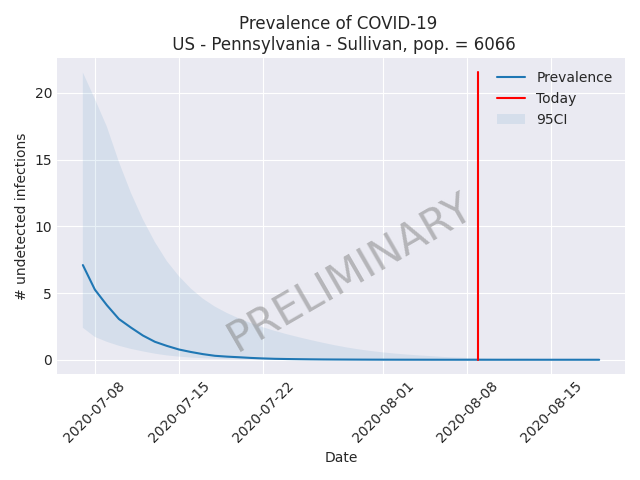 Prevalence of COVID-19
US - Pennsylvania - Sullivan, pop. = 6066
# undetected infections
20
15
10
5
0
Prevalence
Today
95CI
PRELIMINARY
2020-07-08
2020-07-15
2020-07-22
2020-08-01
2020-08-08
2020-08-15
Date